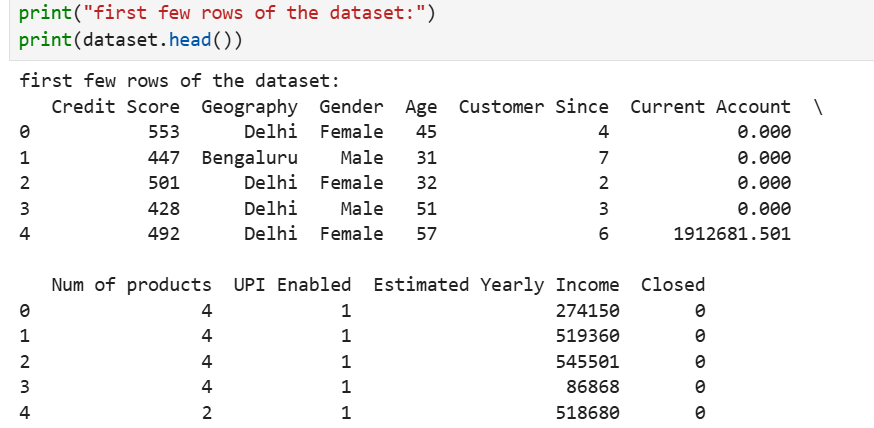 print("first few rows of the dataset:")
print(dataset.head())
first few rows of the dataset:
   Credit Score  Geography  Gender  Age  Customer Since  Current Account  \
0           553      Delhi  Female   45               4            0.000
1           447  Bengaluru    Male   31               7            0.000
2           501      Delhi  Female   32               2            0.000
3           428      Delhi    Male   51               3            0.000
4           492      Delhi  Female   57               6      1912681.501

   Num of products  UPI Enabled  Estimated Yearly Income  Closed
0                4            1                   274150       0
1                4            1                   519360       0
2                4            1                   545501       0
3                4            1                    86868       0
4                2            1                   518680       0